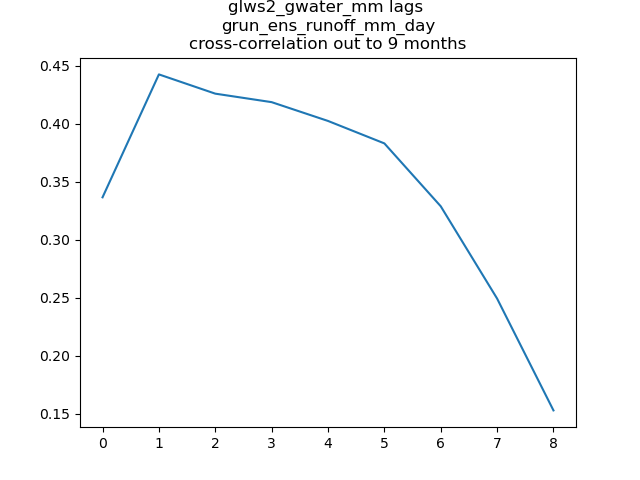 glws2_gwater_mm lags
grun_ens_runoff_mm_day
cross-correlation out to 9 months
0.45
0.40
0.35
0.30
0.25
0.20
0.15
0 1 2 3 4 5 6 7 8